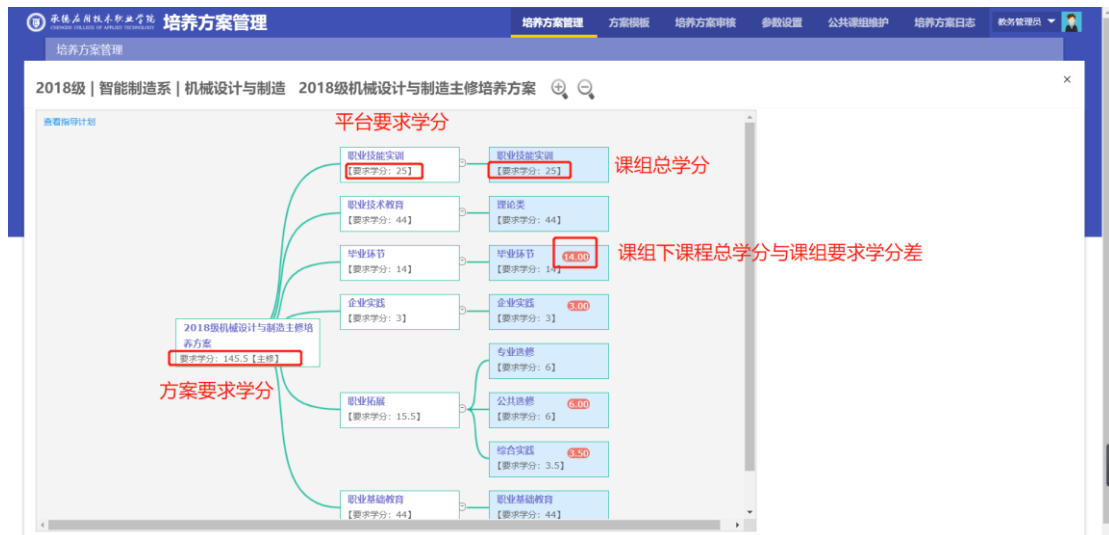 承德应用技术职业学院 培养方案管理
培养方案管理 方案模板 培养方案审核 参数设置 公共课组维护 培养方案日志 教务管理员
培养方案管理
2018级 | 智能制造系 | 机械设计与制造 2018级机械设计与制造主修培养方案
×
查看指导计划
平台要求学分
职业技能实训
【要求学分: 25】
职业技能实训
【要求学分: 25】
课组总学分
职业技术教育
【要求学分: 44】
理论类
【要求学分: 44】
毕业环节
【要求学分: 14】
毕业环节 14.00
【要求学分: 14】
课组下课程总学分与课组要求学分差
企业实践
【要求学分: 3】
企业实践 3.00
【要求学分: 3】
2018级机械设计与制造主修培
养方案
要求学分: 145.5【主修】
方案要求学分
专业选修
【要求学分: 6】
职业拓展
【要求学分: 15.5】
公共选修 6.00
【要求学分: 6】
综合实践 3.50
【要求学分: 3.5】
职业基础教育
【要求学分: 44】
职业基础教育
【要求学分: 44】